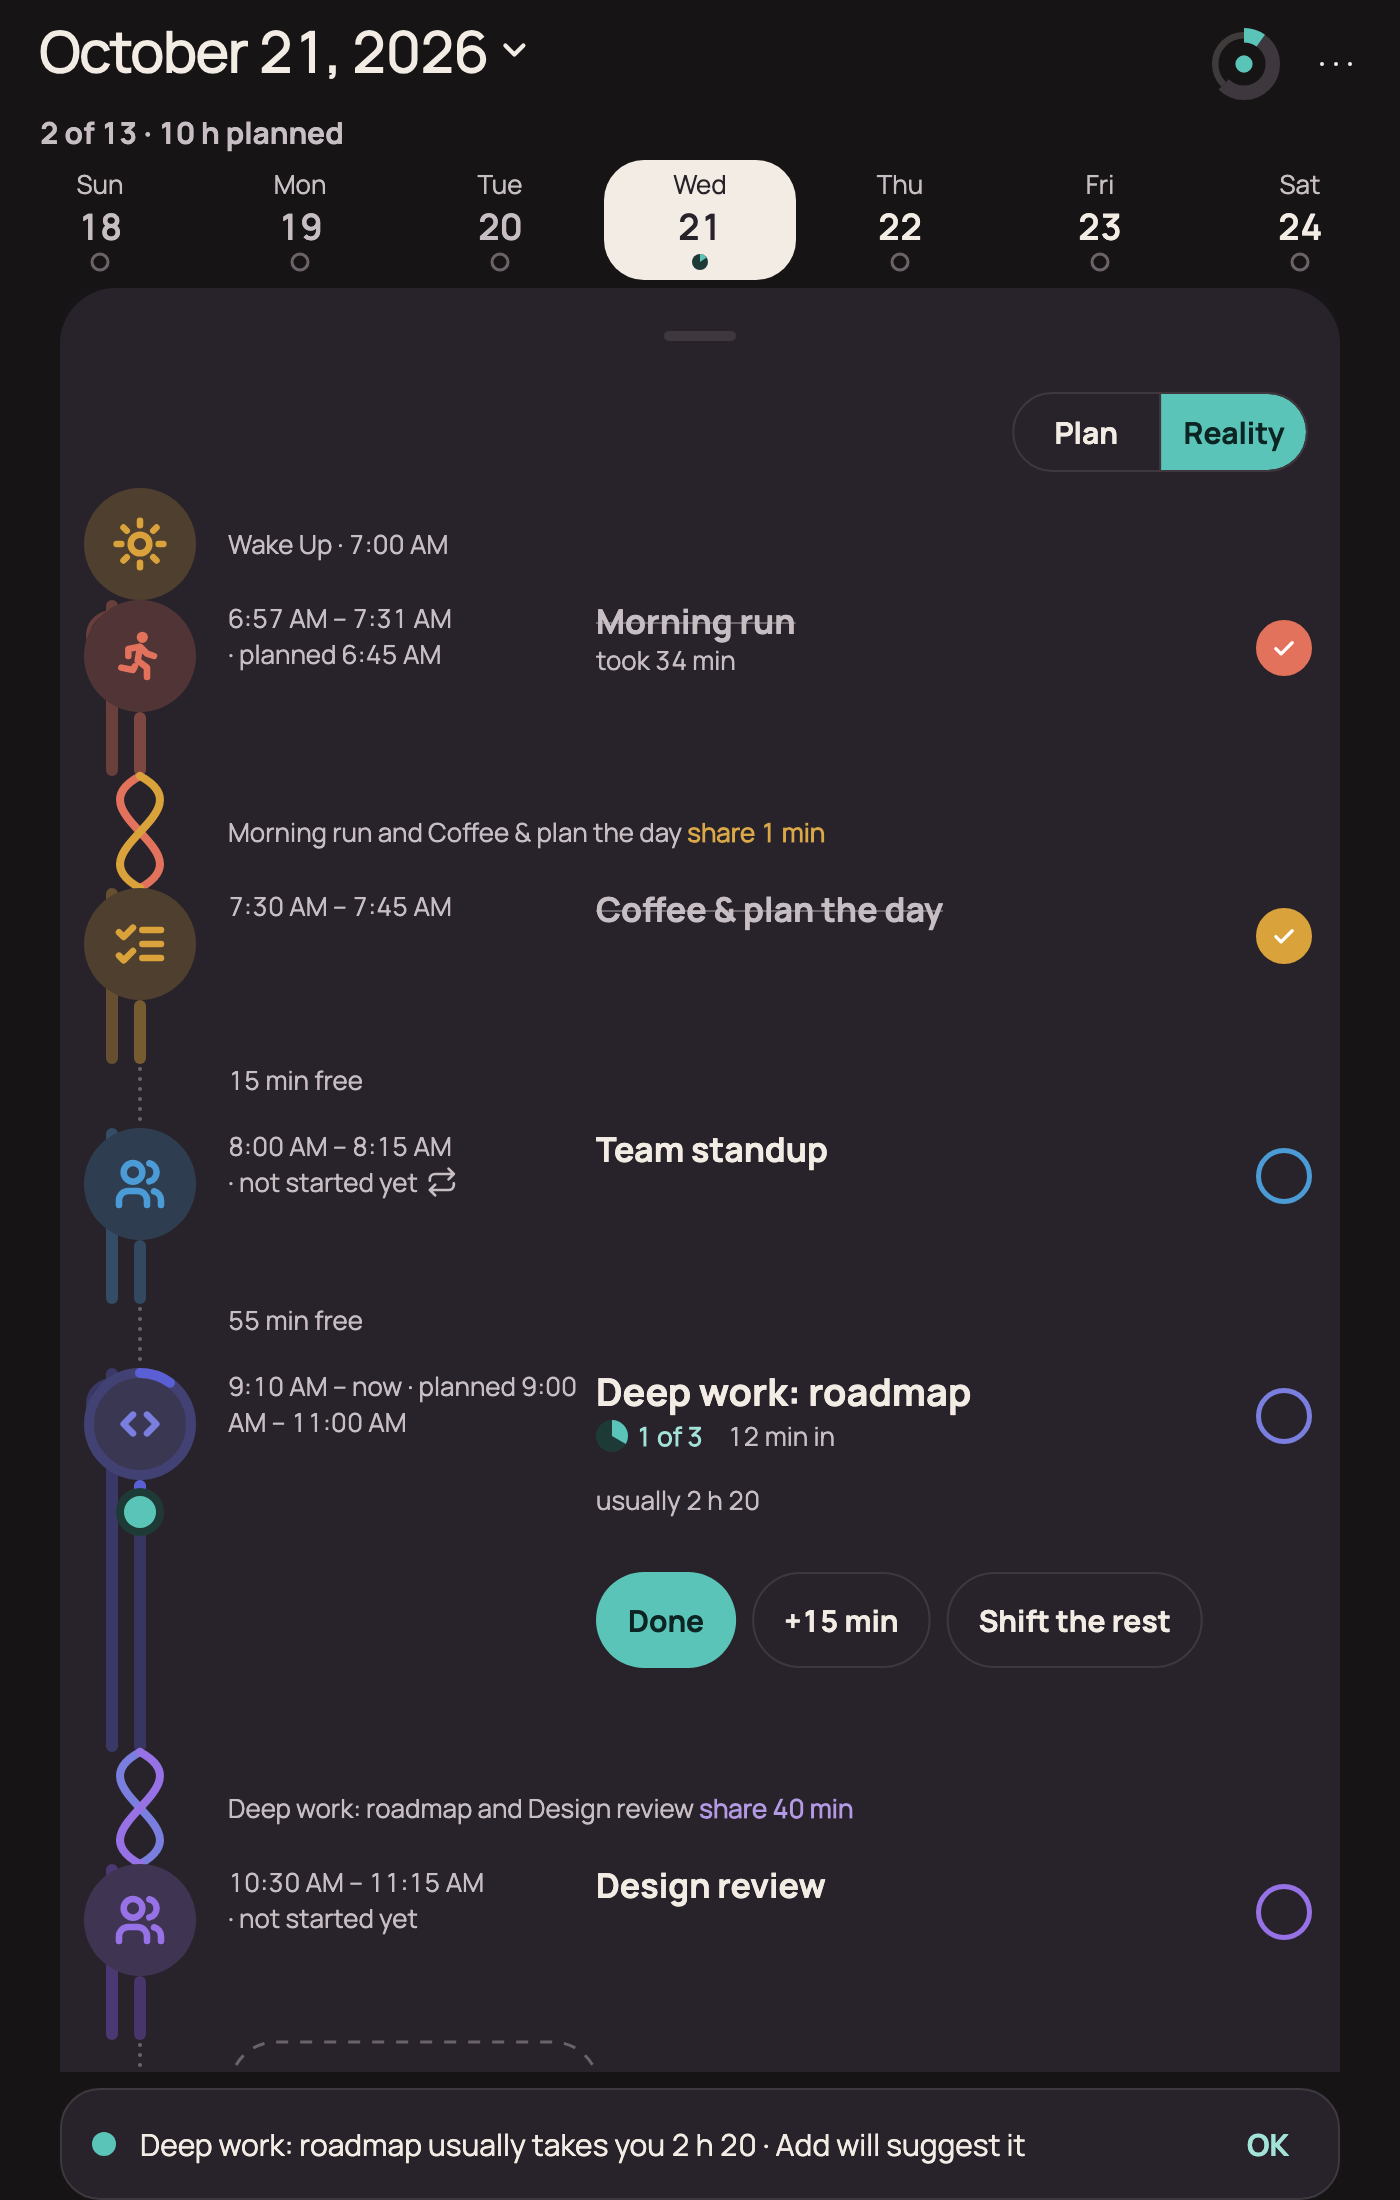 October 21, 2026
2 of 13 · 10 h planned
Sun Mon Tue Wed Thu Fri Sat
18 19 20 21 22 23 24
Plan Reality
Wake Up · 7:00 AM
6:57 AM – 7:31 AM
· planned 6:45 AM
Morning run
took 34 min
Morning run and Coffee & plan the day share 1 min
7:30 AM – 7:45 AM
Coffee & plan the day
15 min free
8:00 AM – 8:15 AM
· not started yet
Team standup
55 min free
9:10 AM – now · planned 9:00
AM – 11:00 AM
Deep work: roadmap
1 of 3 12 min in
usually 2 h 20
Done +15 min Shift the rest
Deep work: roadmap and Design review share 40 min
10:30 AM – 11:15 AM
· not started yet
Design review
Deep work: roadmap usually takes you 2 h 20 · Add will suggest it OK